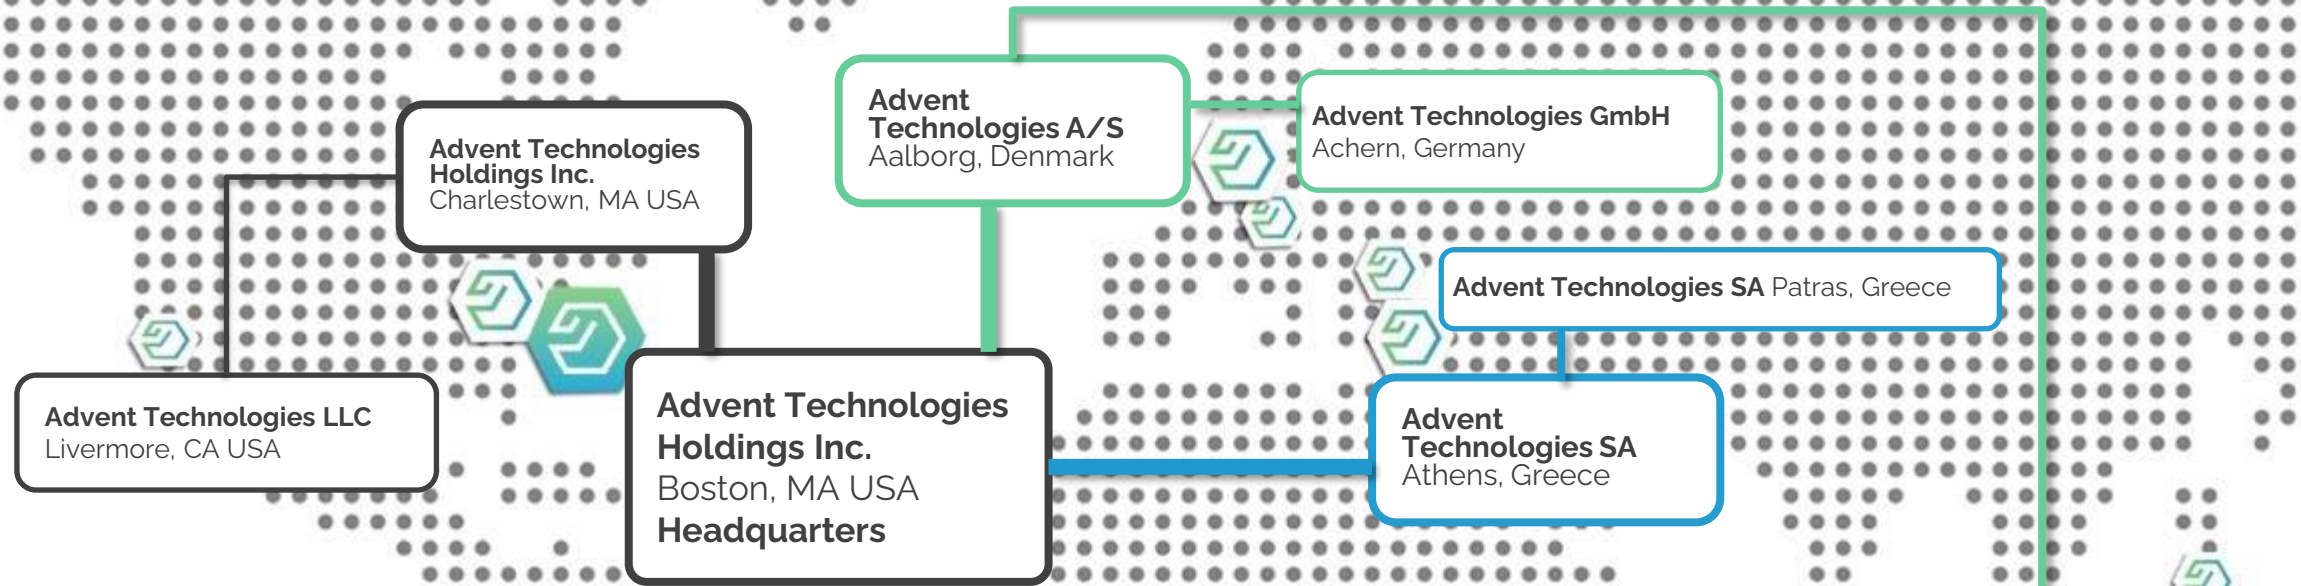 Advent Technologies
Holdings Inc.
Charlestown, MA USA
Advent Technologies LLC
Livermore, CA USA
Advent Technologies
Holdings Inc.
Boston, MA USA
Headquarters
Advent
Technologies A/S
Aalborg, Denmark
Advent Technologies GmbH
Achern, Germany
Advent Technologies SA Patras, Greece
Advent
Technologies SA
Athens, Greece